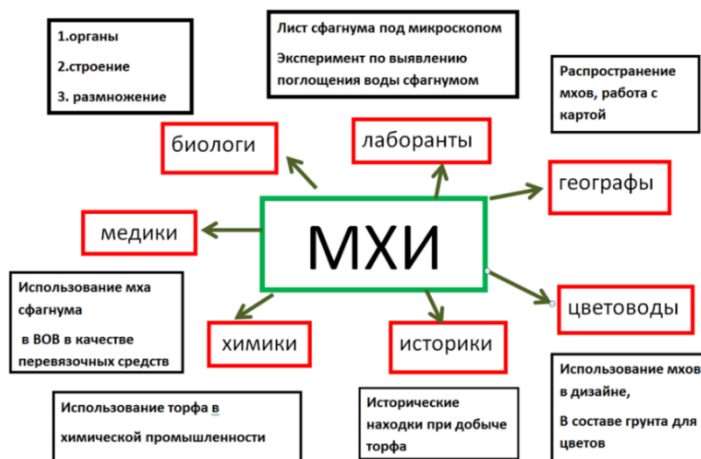 1.органы
2.строение
3. размножение
Лист сфагнума под микроскопом
Эксперимент по выявлению
поглощения воды сфагнумом
Распространение
мхов, работа с
картой
биологи
лаборанты
географы
медики
МХИ
цветоводы
Использование мха
сфагнума
в ВОВ в качестве
перевязочных средств
химики
историки
Использование торфа в
химической промышленности
Исторические
находки при добыче
торфа
Использование мхов
в дизайне,
В составе грунта для
цветов